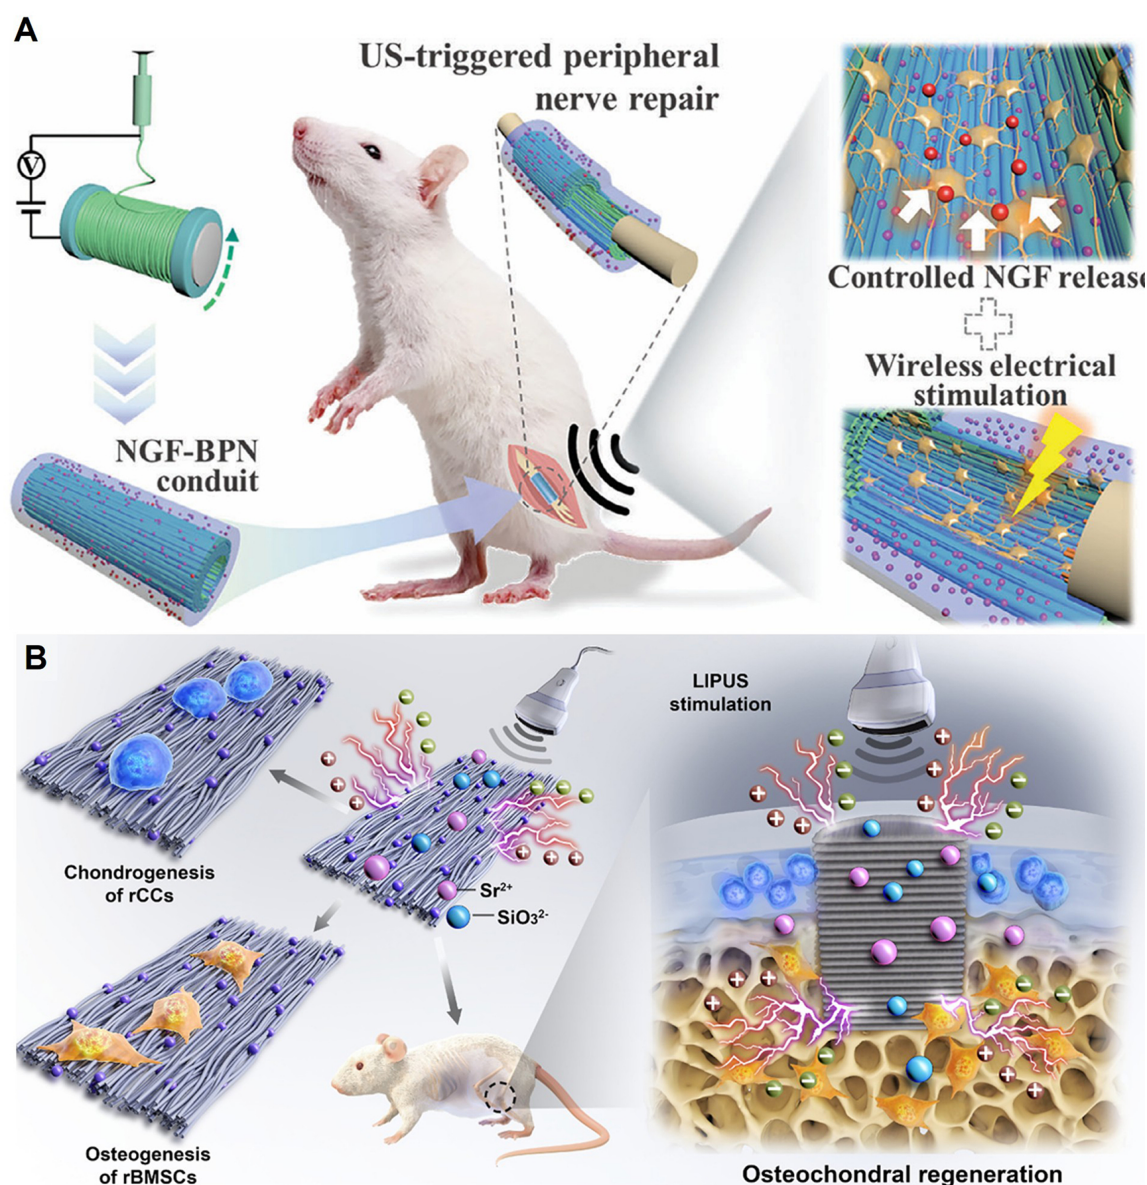 A
US-triggered peripheral
nerve repair
V
NGF-BPN
conduit
Controlled NGF release
Wireless electrical
stimulation
B
LIPUS
stimulation
Chondrogenesis
of rCCs
Sr²⁺
SiO₃²⁻
Osteogenesis
of rBMSCs
Osteochondral regeneration